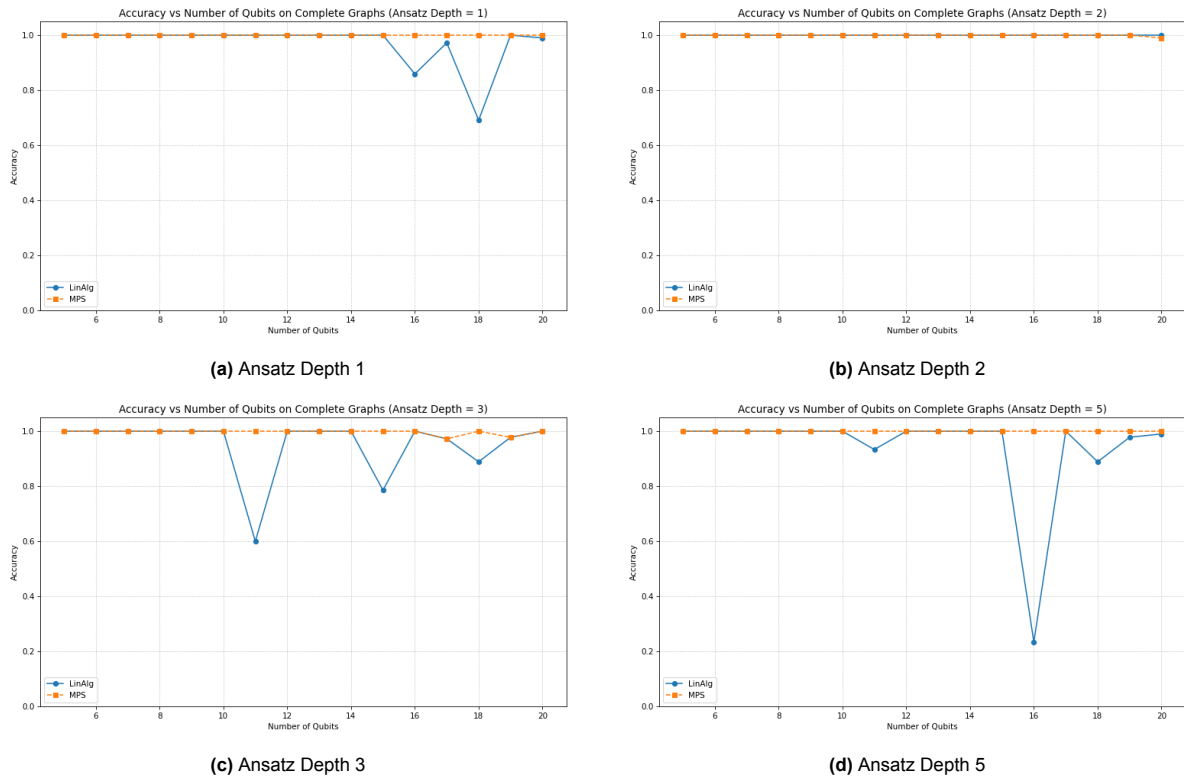 Accuracy vs Number of Qubits on Complete Graphs (Ansatz Depth = 1)
1.0
0.8
0.6
0.4
0.2
0.0
Accuracy
LinAlg
MPS
6 8 10 12 14 16 18 20
Number of Qubits
(a) Ansatz Depth 1
Accuracy vs Number of Qubits on Complete Graphs (Ansatz Depth = 2)
1.0
0.8
0.6
0.4
0.2
0.0
Accuracy
LinAlg
MPS
6 8 10 12 14 16 18 20
Number of Qubits
(b) Ansatz Depth 2
Accuracy vs Number of Qubits on Complete Graphs (Ansatz Depth = 3)
1.0
0.8
0.6
0.4
0.2
0.0
Accuracy
LinAlg
MPS
6 8 10 12 14 16 18 20
Number of Qubits
(c) Ansatz Depth 3
Accuracy vs Number of Qubits on Complete Graphs (Ansatz Depth = 5)
1.0
0.8
0.6
0.4
0.2
0.0
Accuracy
LinAlg
MPS
6 8 10 12 14 16 18 20
Number of Qubits
(d) Ansatz Depth 5